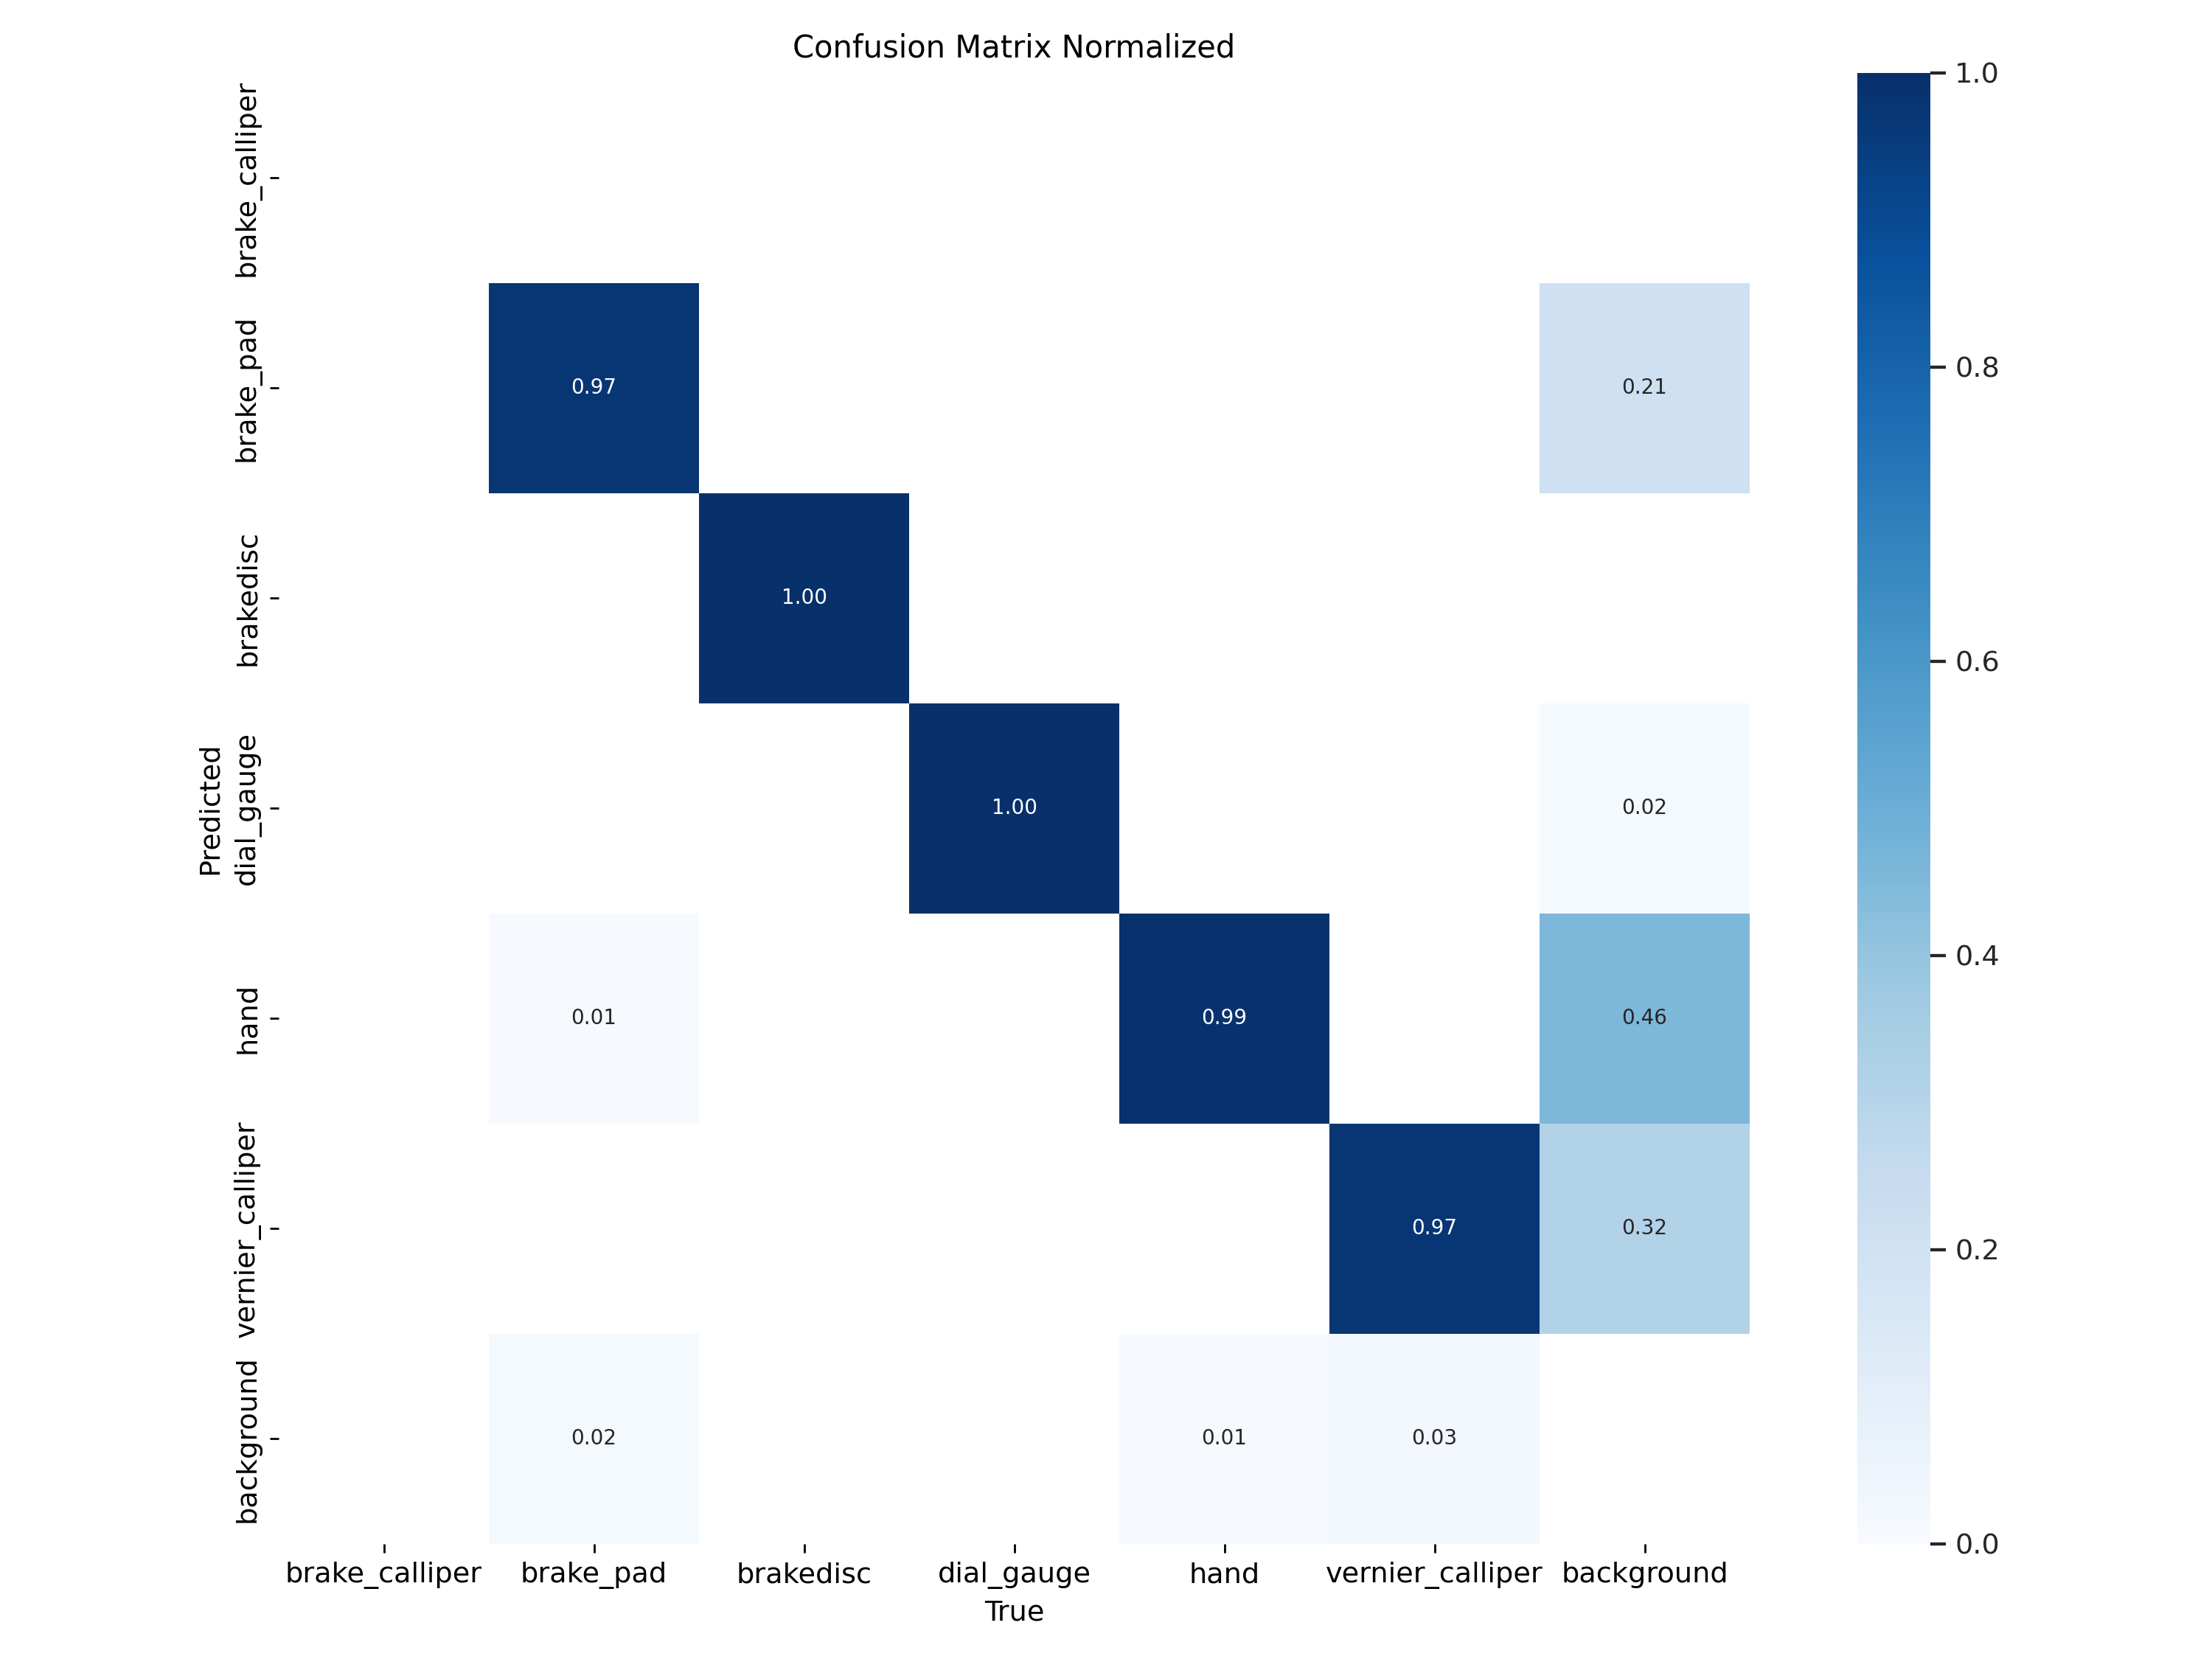 Confusion Matrix Normalized
brake_calliper
brake_pad
brakedisc
dial_gauge
hand
vernier_calliper
background
Predicted
0.97 0.21
1.00
1.00 0.02
0.01 0.99 0.46
0.97 0.32
0.02 0.01 0.03
brake_calliper brake_pad brakedisc dial_gauge hand vernier_calliper background
True
1.0
0.8
0.6
0.4
0.2
0.0